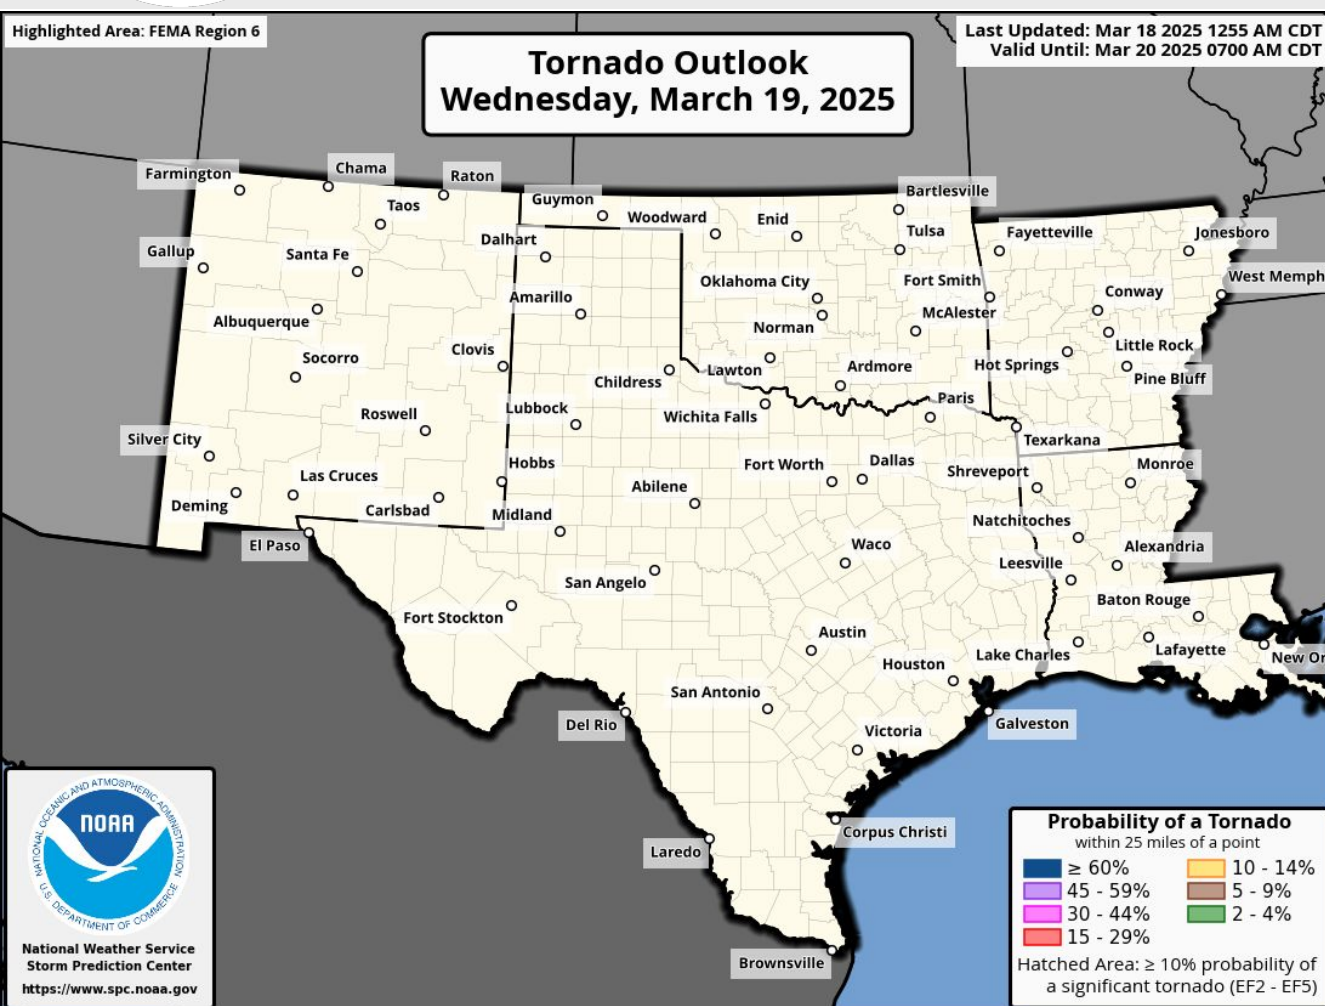 Highlighted Area: FEMA Region 6
Last Updated: Mar 18 2025 1255 AM CDT
Valid Until: Mar 20 2025 0700 AM CDT
Tornado Outlook
Wednesday, March 19, 2025
Farmington
Chama
Raton
Taos
Guymon
Woodward
Enid
Bartlesville
Tulsa
Fayetteville
Jonesboro
Gallup
Santa Fe
Dalhart
Oklahoma City
Fort Smith
West Memph
Amarillo
Conway
Albuquerque
Norman
McAlester
Little Rock
Socorro
Clovis
Childress
Lawton
Ardmore
Hot Springs
Pine Bluff
Roswell
Lubbock
Wichita Falls
Paris
Silver City
Texarkana
Las Cruces
Hobbs
Abilene
Fort Worth
Dallas
Shreveport
Monroe
Deming
Carlsbad
Midland
Natchitoches
El Paso
San Angelo
Waco
Leesville
Alexandria
Fort Stockton
Baton Rouge
Austin
Houston
Lake Charles
Lafayette
New Or
San Antonio
Del Rio
Victoria
Galveston
Corpus Christi
Laredo
Brownsville
NATIONAL OCEANIC AND ATMOSPHERIC ADMINISTRATION
NOAA
U.S. DEPARTMENT OF COMMERCE
National Weather Service
Storm Prediction Center
https://www.spc.noaa.gov
Probability of a Tornado
within 25 miles of a point
≥ 60%
45 - 59%
30 - 44%
15 - 29%
10 - 14%
5 - 9%
2 - 4%
Hatched Area: ≥ 10% probability of
a significant tornado (EF2 - EF5)